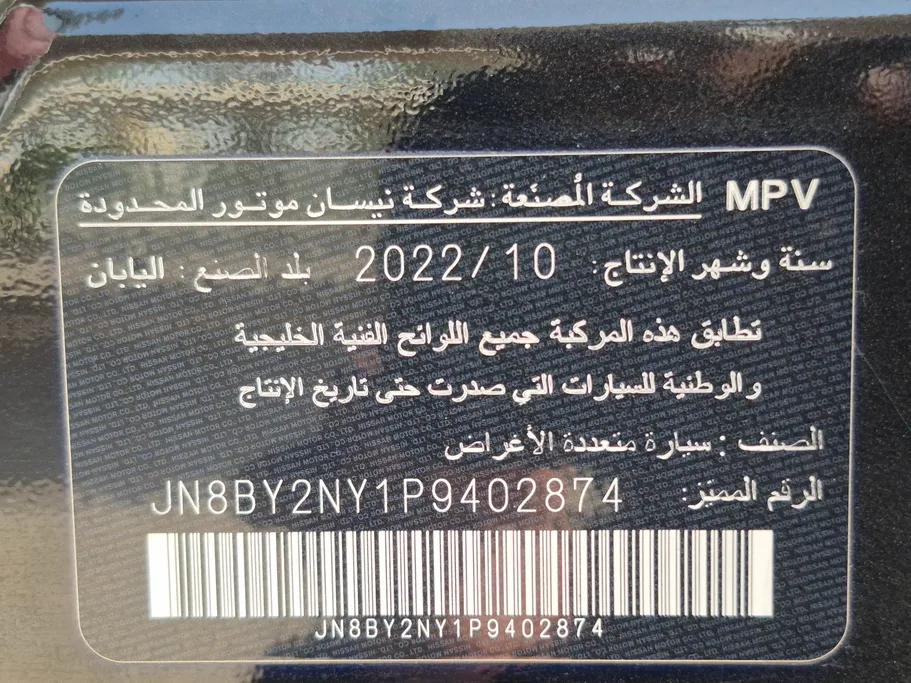 MPV الشركة المُصنّعة : شركة نيسان موتور المحدودة
سنة وشهر الإنتاج: 2022/10 بلد الصنع : اليابان
تطابق هذه المركبة جميع اللوائح الفنية الخليجية
والوطنية للسيارات التي صدرت حتى تاريخ الإنتاج
الصنف : سيارة متعددة الأغراض
الرقم المميّز: JN8BY2NY1P9402874
JN8BY2NY1P9402874